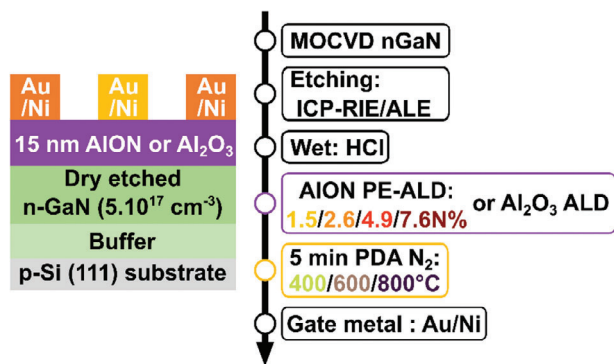 Au
/Ni
Au
/Ni
Au
/Ni
15 nm AlON or Al₂O₃
Dry etched
n-GaN (5.10¹⁷ cm⁻³)
Buffer
p-Si (111) substrate
MOCVD nGaN
Etching:
ICP-RIE/ALE
Wet: HCl
AlON PE-ALD:
1.5/2.6/4.9/7.6N%
or Al₂O₃ ALD
5 min PDA N₂:
400/600/800°C
Gate metal : Au/Ni